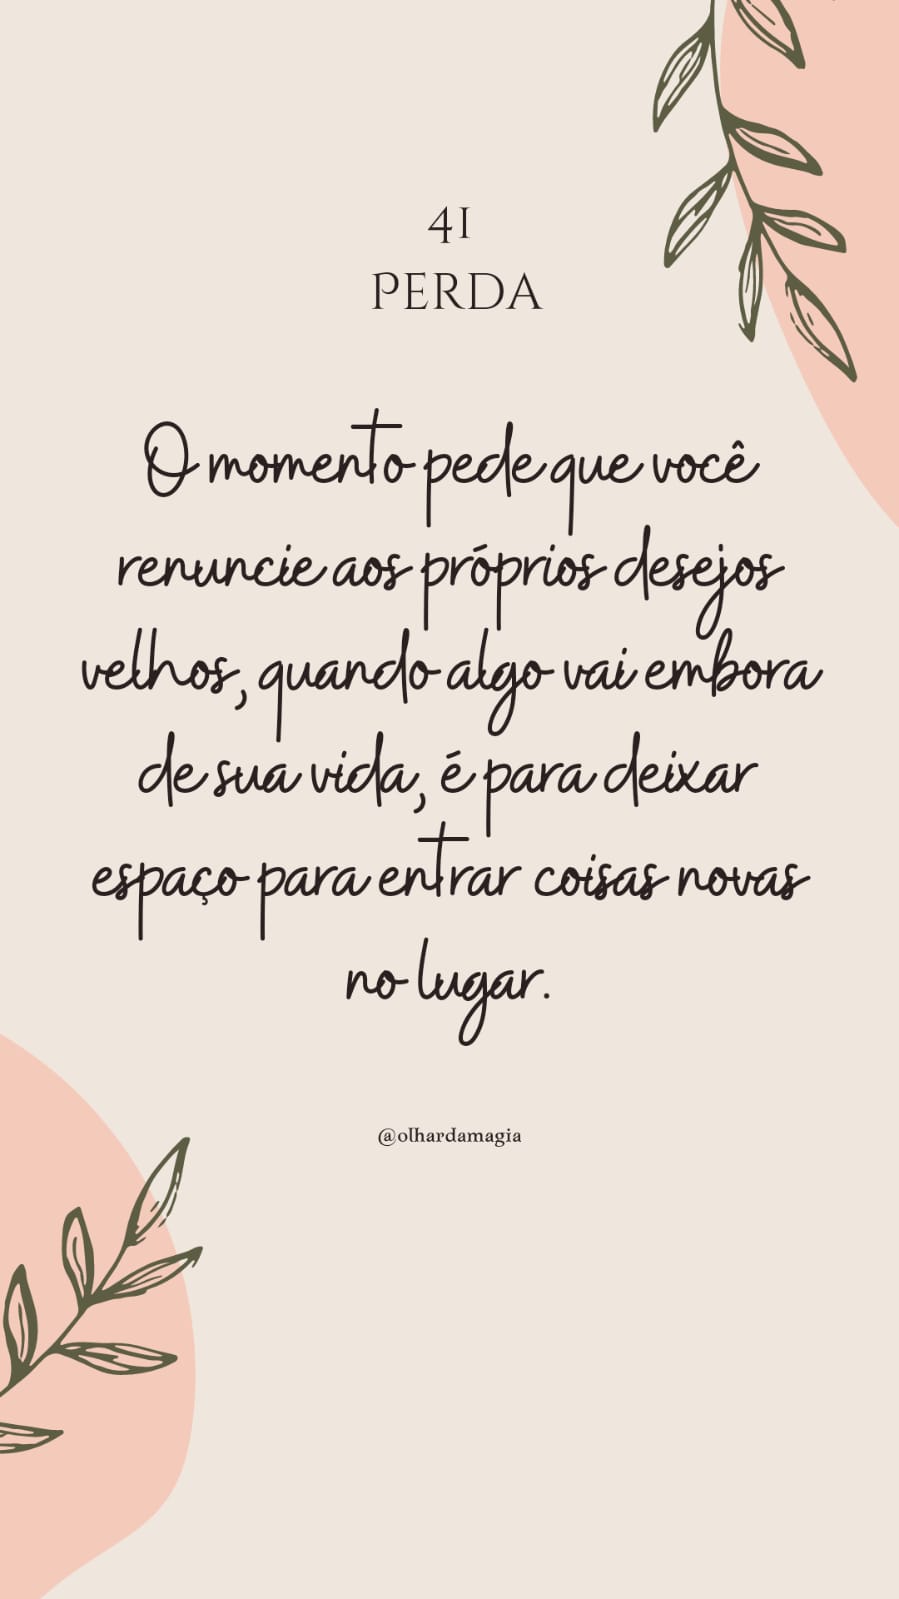 41
PERDA
O momento pede que você
renuncie aos próprios desejos
velhos, quando algo vai embora
de sua vida, é para deixar
espaço para entrar coisas novas
no lugar.
@olhardamagia